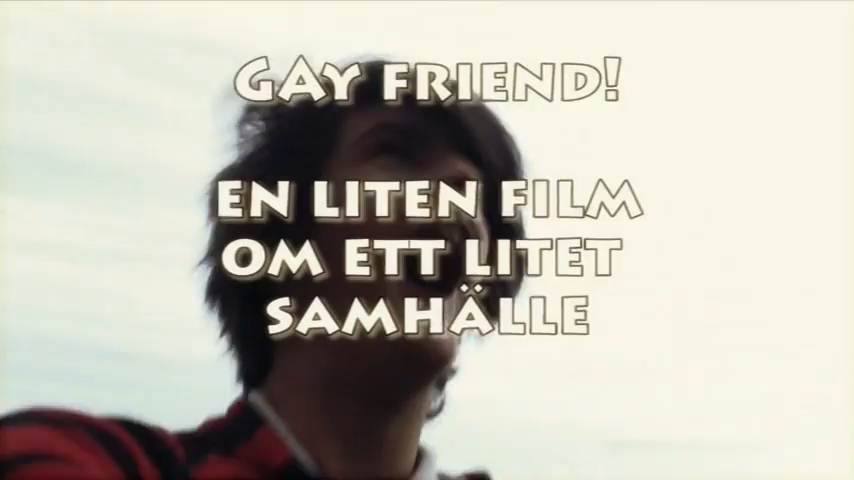 GAY FRIEND!
EN LITEN FILM
OM ETT LITET
SAMHÄLLE